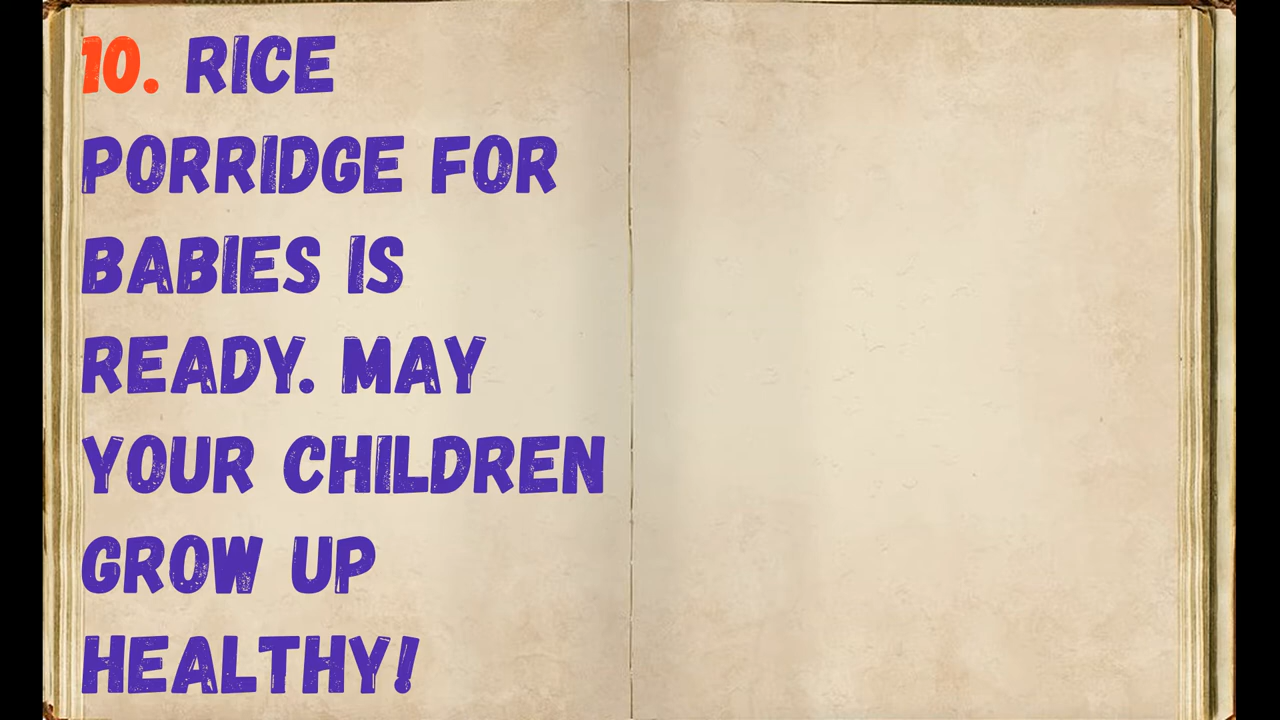 10. RICE
PORRIDGE FOR
BABIES IS
READY. MAY
YOUR CHILDREN
GROW UP
HEALTHY!